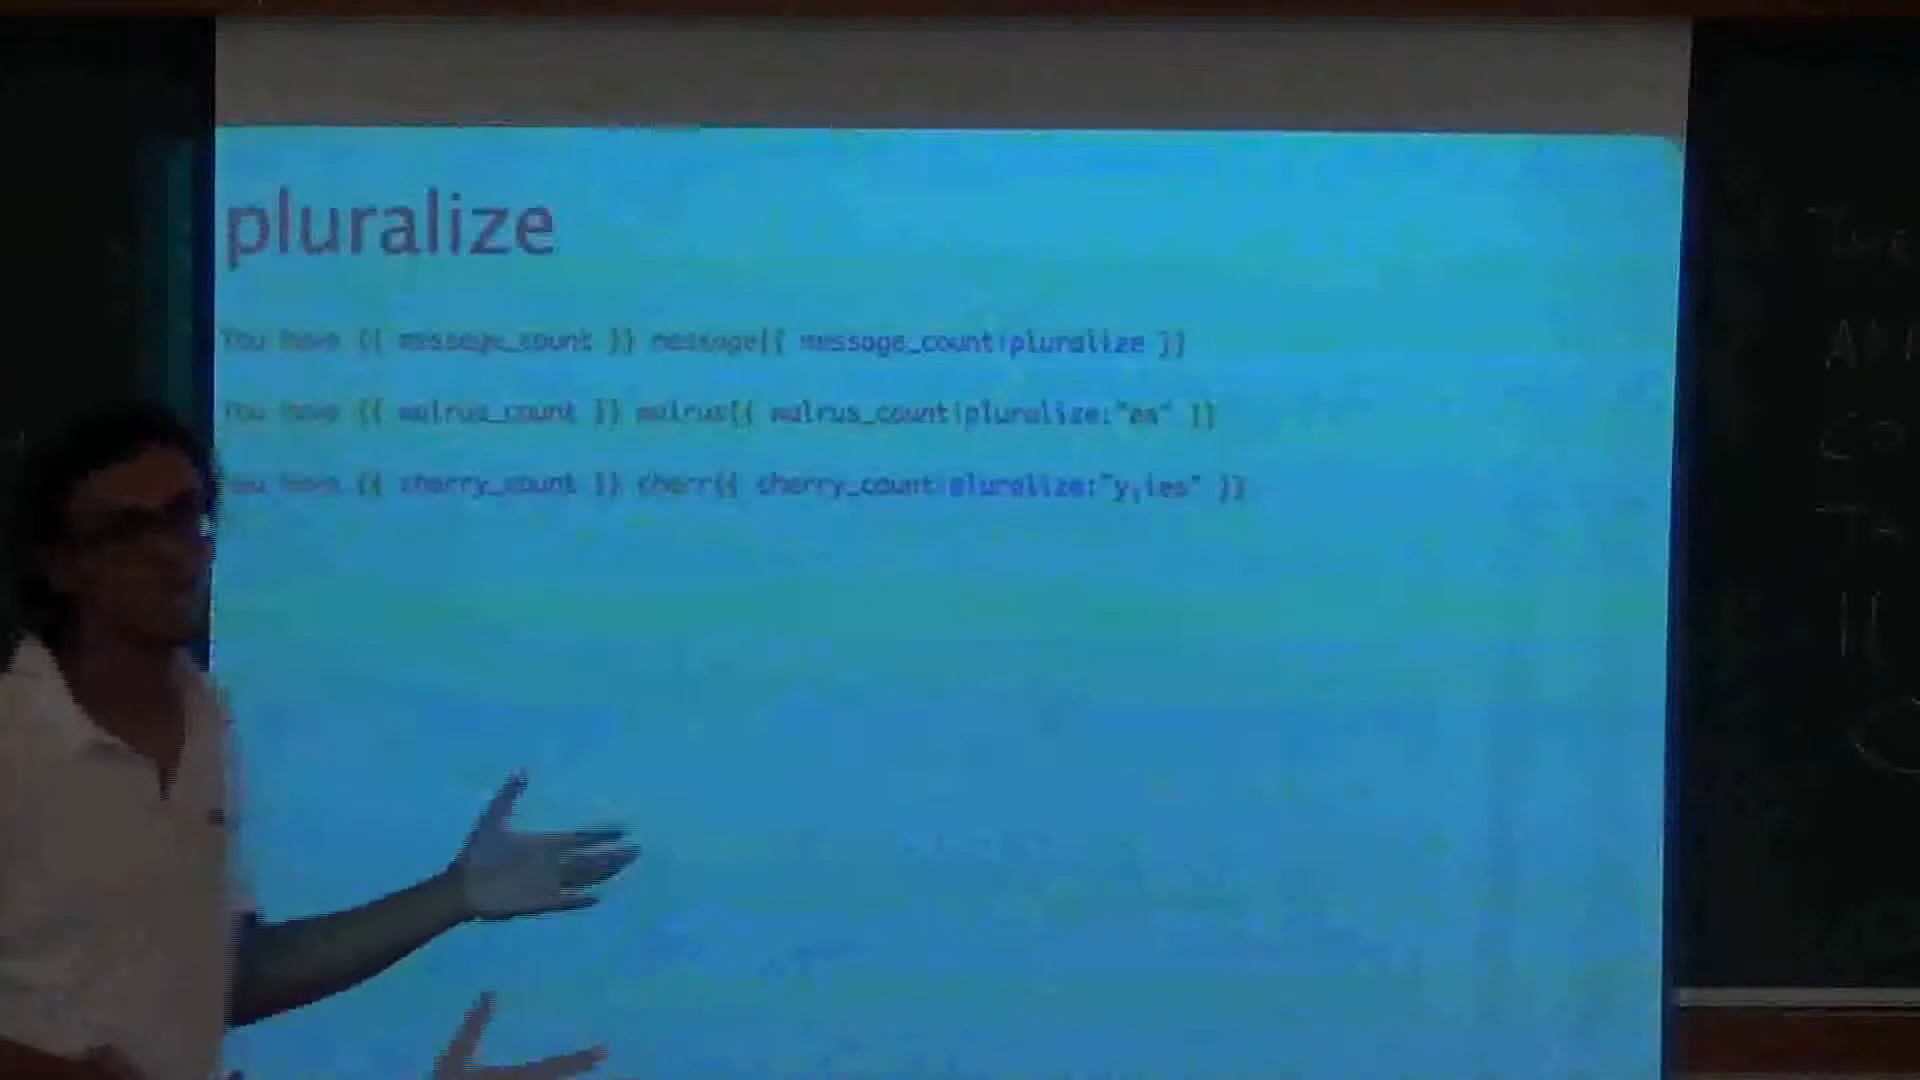 pluralize
You have {{ message_count }} message{{ message_count|pluralize }}
You have {{ walrus_count }} walrus{{ walrus_count|pluralize:"es" }}
You have {{ cherry_count }} cherr{{ cherry_count|pluralize:"y,ies" }}